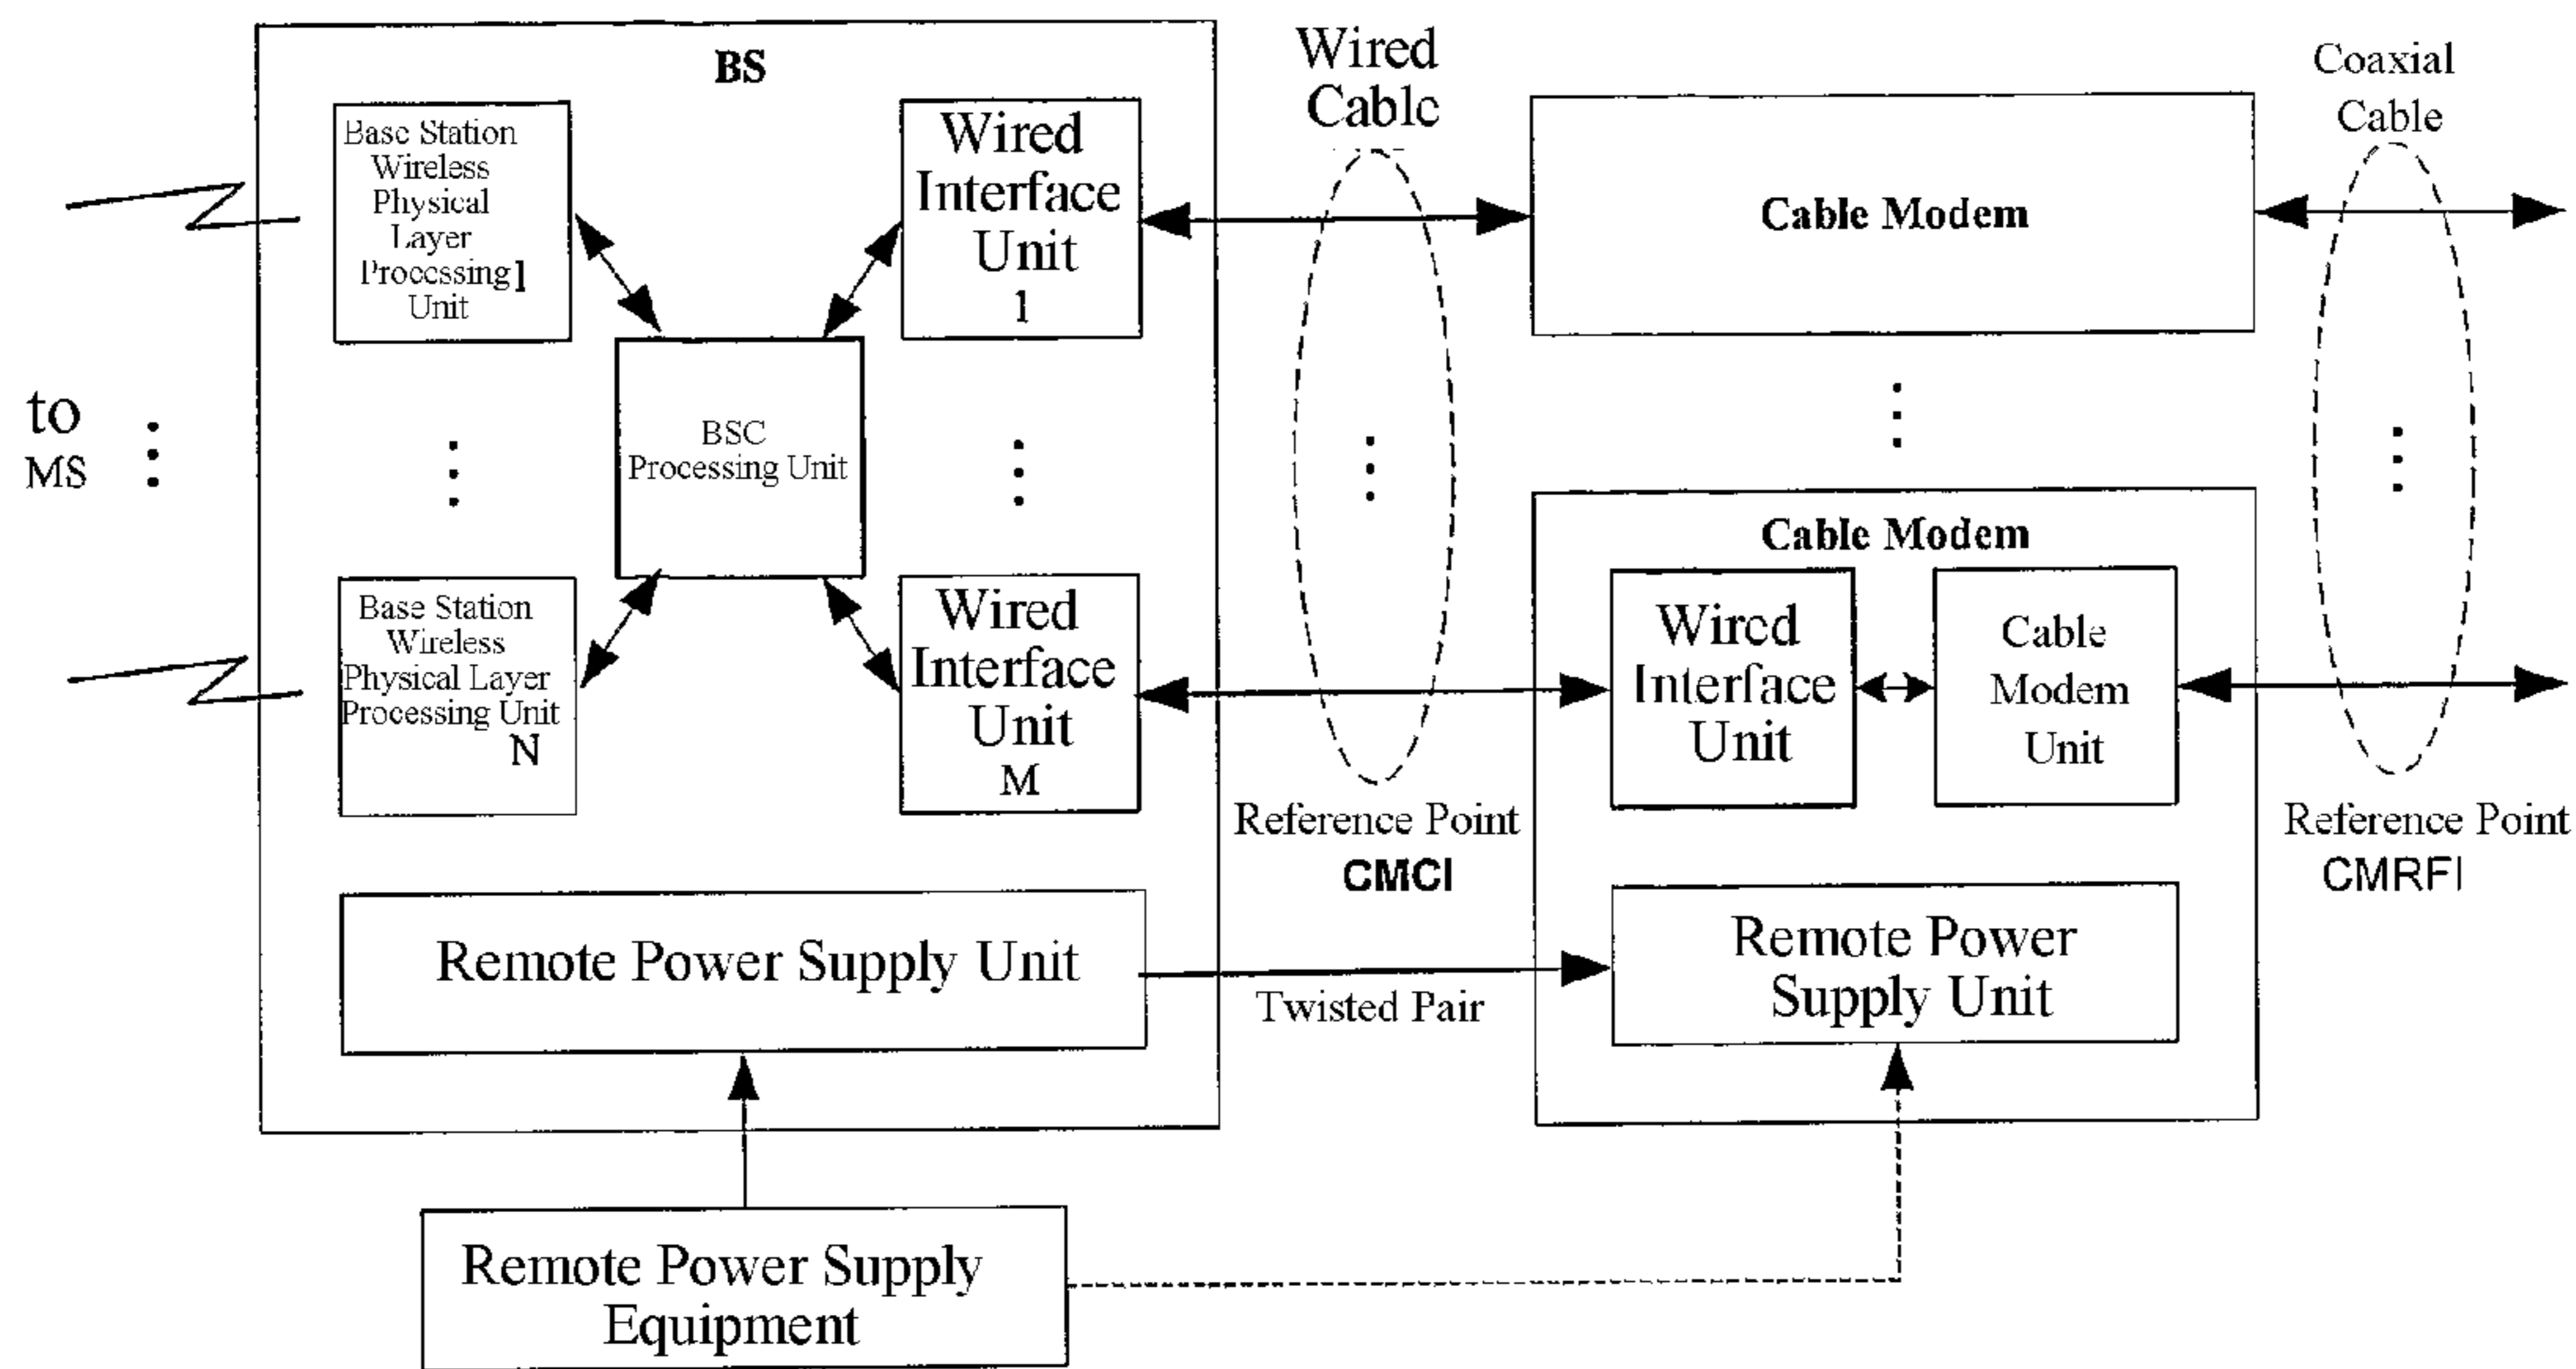 BS
Base Station
Wireless
Physical
Layer
Processing 1
Unit
Wired
Interface
Unit
1
Wired
Cable
Cable Modem
Coaxial
Cable
to
MS
BSC
Processing Unit
Base Station
Wireless
Physical Layer
Processing Unit
N
Wired
Interface
Unit
M
Cable Modem
Wired
Interface
Unit
Cable
Modem
Unit
Reference Point
CMCI
Reference Point
CMRFI
Remote Power Supply Unit
Twisted Pair
Remote Power
Supply Unit
Remote Power Supply
Equipment